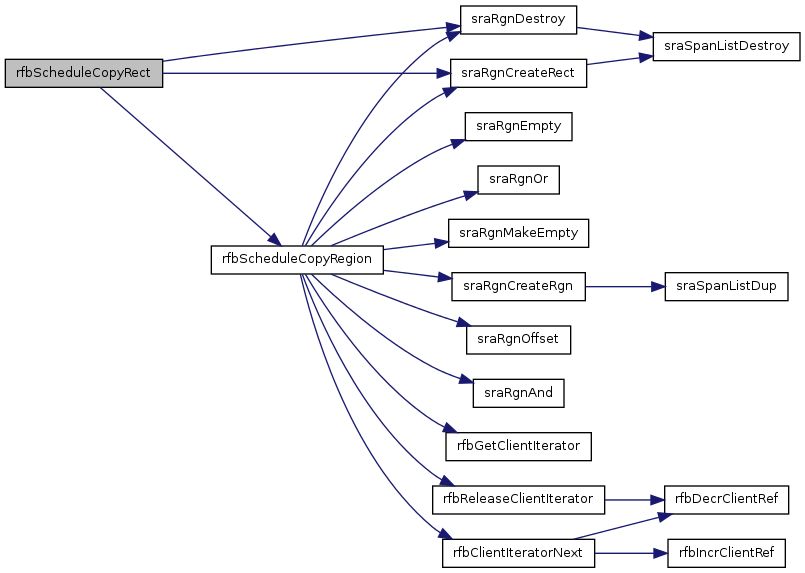 sraRgnDestroy
sraSpanListDestroy
rfbScheduleCopyRect
sraRgnCreateRect
sraRgnEmpty
sraRgnOr
sraRgnMakeEmpty
rfbScheduleCopyRegion
sraRgnCreateRgn
sraSpanListDup
sraRgnOffset
sraRgnAnd
rfbGetClientIterator
rfbReleaseClientIterator
rfbDecrClientRef
rfbClientIteratorNext
rfbIncrClientRef